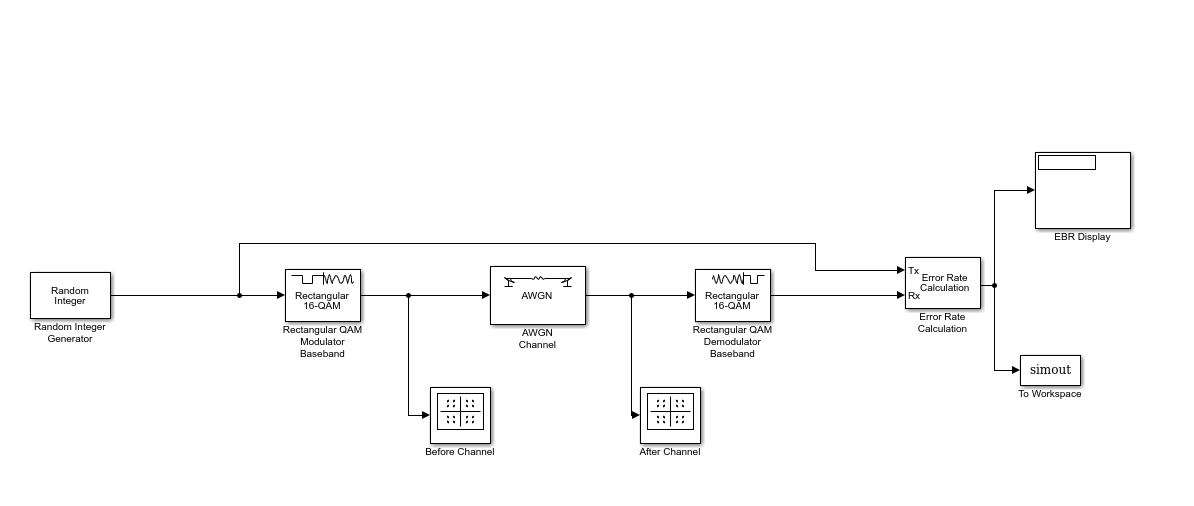 EBR Display
Random
Integer
Random Integer
Generator
Rectangular
16-QAM
Rectangular QAM
Modulator
Baseband
AWGN
AWGN
Channel
Rectangular
16-QAM
Rectangular QAM
Demodulator
Baseband
Tx
Rx
Error Rate
Calculation
Error Rate
Calculation
simout
To Workspace
Before Channel
After Channel